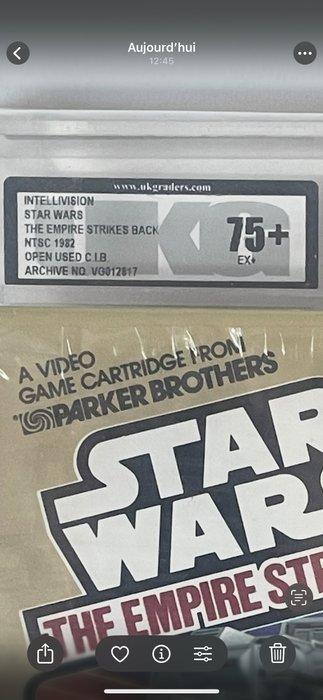 Aujourd'hui
12:45
www.ukgraders.com
INTELLIVISION
STAR WARS
THE EMPIRE STRIKES BACK
NTSC 1982
OPEN USED C.I.B.
ARCHIVE NO. VG012817
75+
EX+
A VIDEO
GAME CARTRIDGE FROM
PARKER BROTHERS
STAR
WARS
THE EMPIRE STR